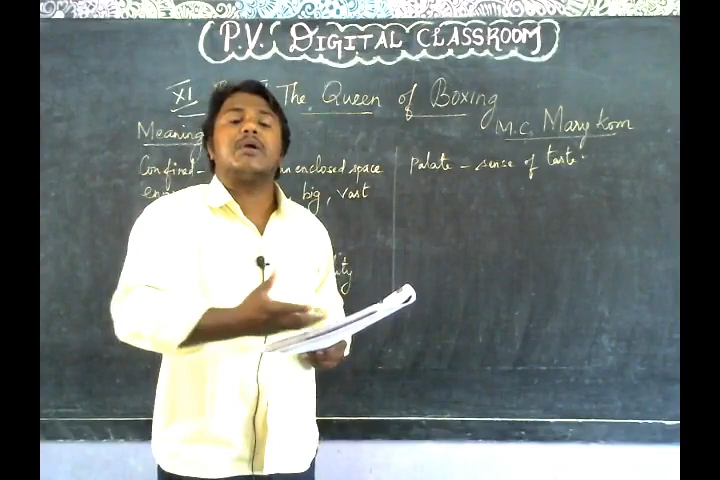 P.V. DIGITAL CLASSROOM
XI The Queen of Boxing
M.C. Mary Kom
Meaning
Confined - an enclosed space
big, vast
Palate - sense of taste.